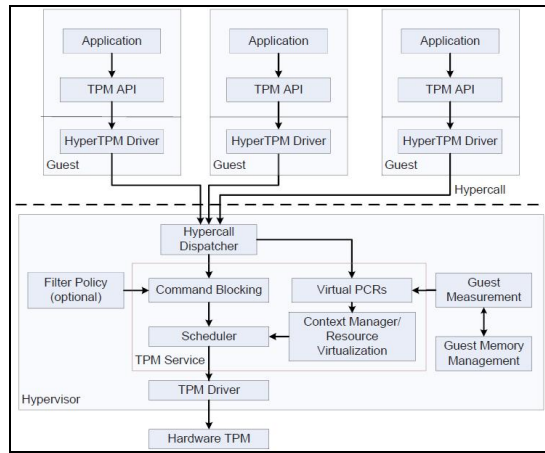 Application
Application
Application
TPM API
TPM API
TPM API
HyperTPM Driver
HyperTPM Driver
HyperTPM Driver
Guest
Guest
Guest
Hypercall
Hypercall
Dispatcher
Filter Policy
(optional)
Command Blocking
Virtual PCRs
Guest
Measurement
Scheduler
Context Manager/
Resource
Virtualization
Guest Memory
Management
TPM Service
TPM Driver
Hypervisor
Hardware TPM